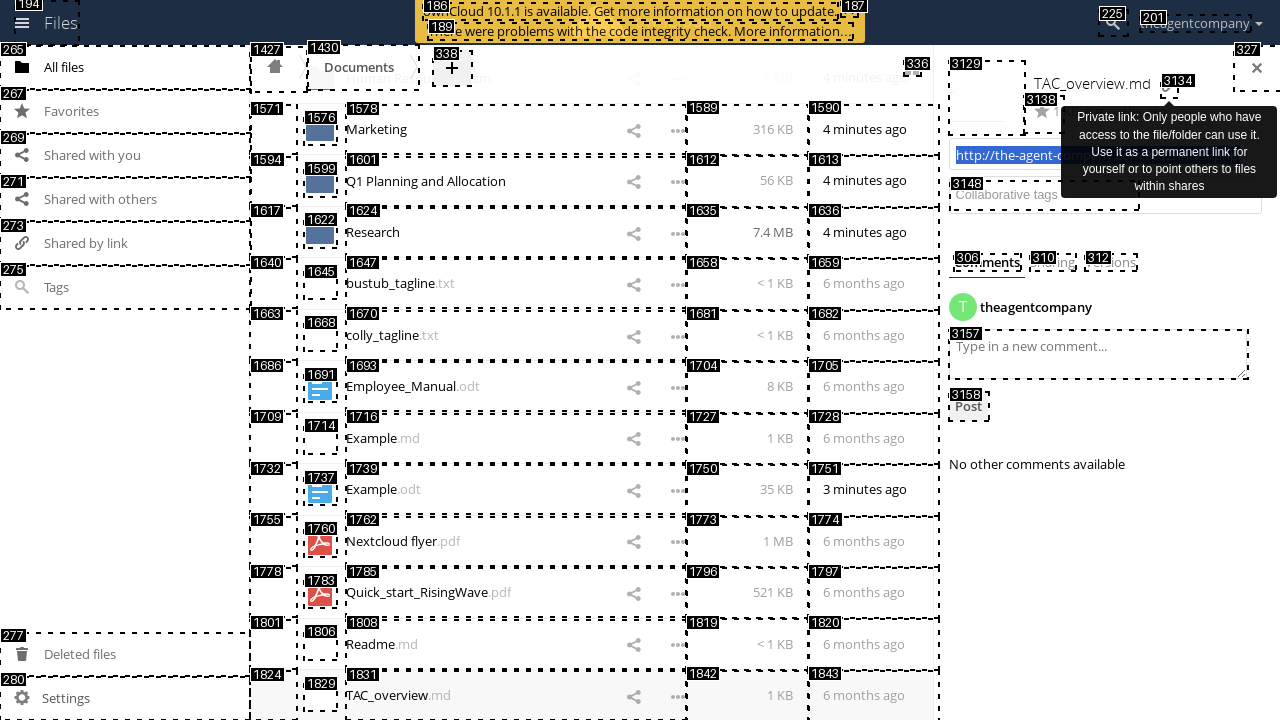 194
Files
186
ownCloud 10.1.1 is available. Get more information on how to update.
187
189
There were problems with the code integrity check. More information…
225
201
theagentcompany
265
All files
267
Favorites
269
Shared with you
271
Shared with others
273
Shared by link
275
Tags
277
Deleted files
280
Settings
1427
1430
Documents
338
+
336
4 minutes ago
1571
1576
1578
Marketing
1589
316 KB
1590
4 minutes ago
1594
1599
1601
Q1 Planning and Allocation
1612
56 KB
1613
4 minutes ago
1617
1622
1624
Research
1635
7.4 MB
1636
4 minutes ago
1640
1645
1647
bustub_tagline.txt
1658
< 1 KB
1659
6 months ago
1663
1668
1670
colly_tagline.txt
1681
< 1 KB
1682
6 months ago
1686
1691
1693
Employee_Manual.odt
1704
8 KB
1705
6 months ago
1709
1714
1716
Example.md
1727
1 KB
1728
6 months ago
1732
1737
1739
Example.odt
1750
35 KB
1751
3 minutes ago
1755
1760
1762
Nextcloud flyer.pdf
1773
1 MB
1774
6 months ago
1778
1783
1785
Quick_start_RisingWave.pdf
1796
521 KB
1797
6 months ago
1801
1806
1808
Readme.md
1819
< 1 KB
1820
6 months ago
1824
1829
1831
TAC_overview.md
1842
1 KB
1843
6 months ago
327
3129
TAC_overview.md
3134
3138
Private link: Only people who have
access to the file/folder can use it.
Use it as a permanent link for
yourself or to point others to files
within shares
http://the-agent-comp
3148
Collaborative tags
306
Comments
310
Sharing
312
Versions
T
theagentcompany
3157
Type in a new comment...
3158
Post
No other comments available